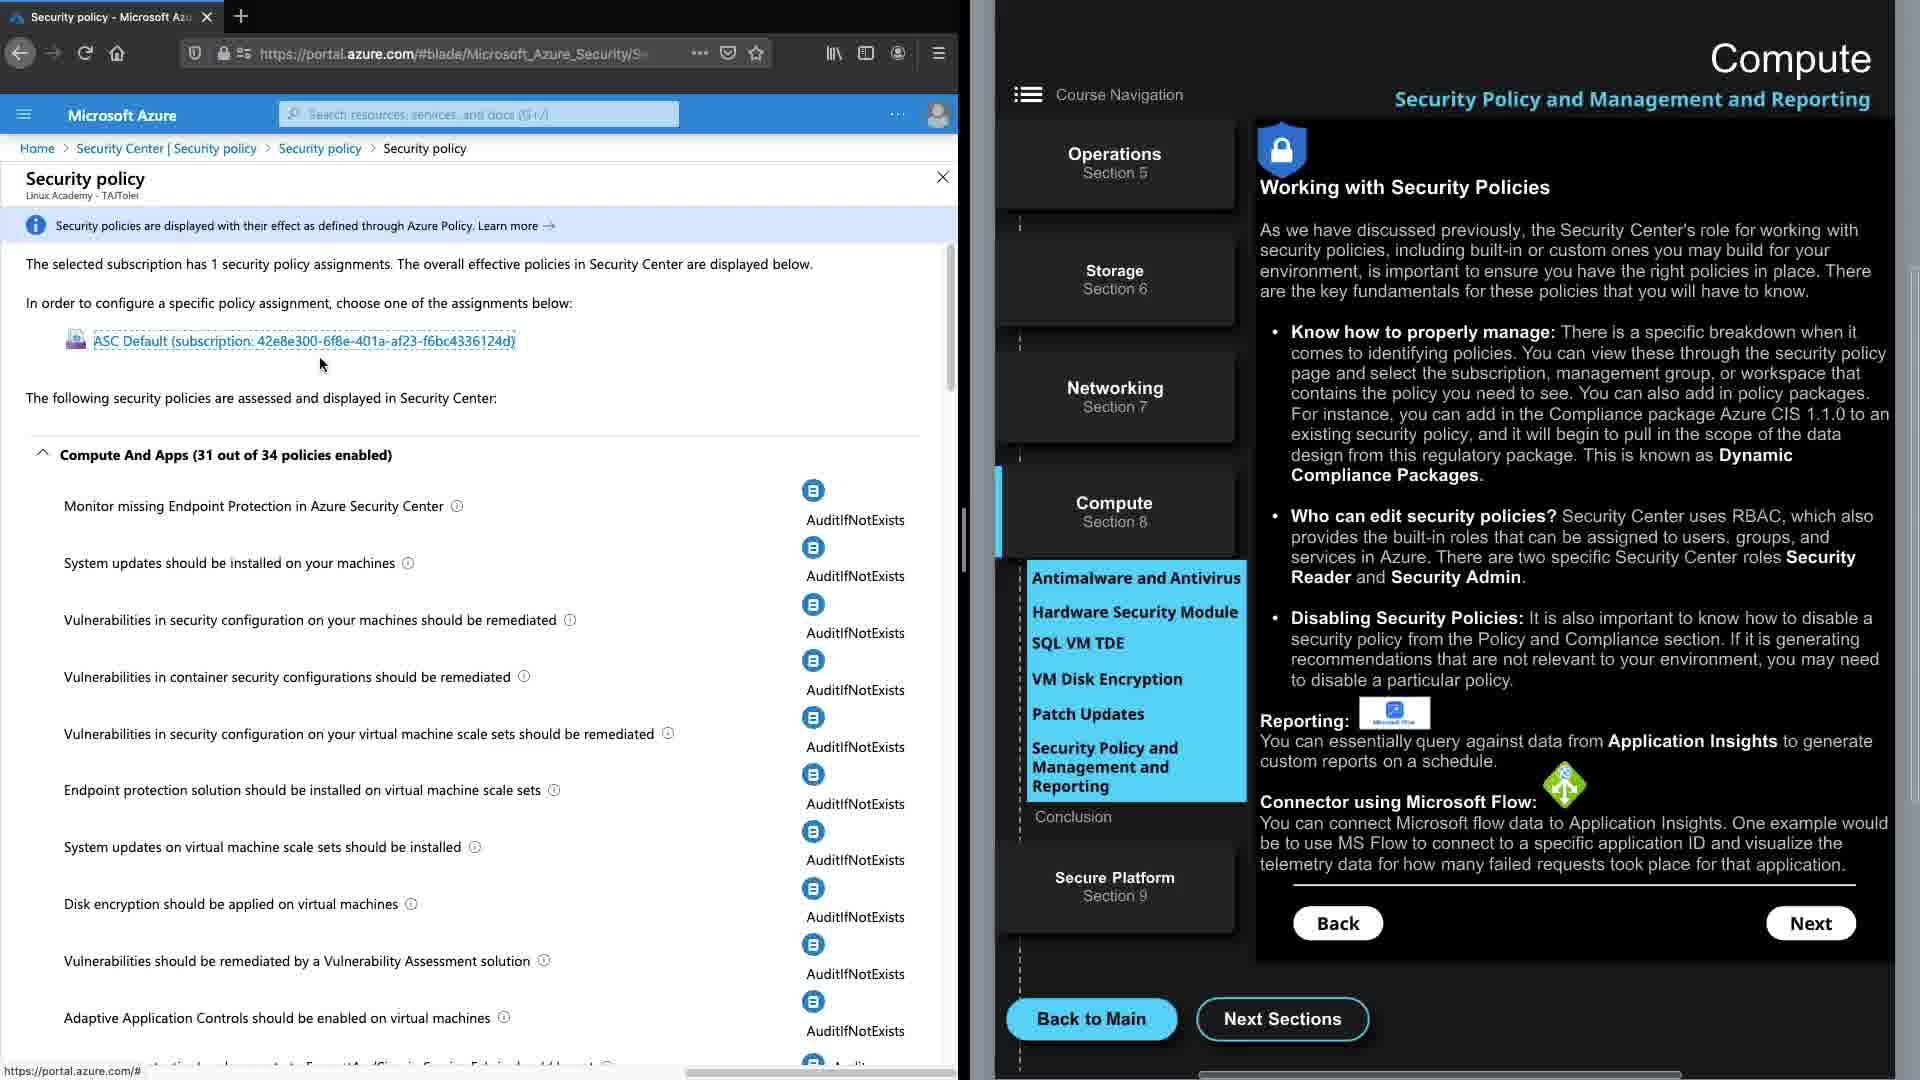 Security policy - Microsoft Azu
https://portal.azure.com/#blade/Microsoft_Azure_Security/Se
Microsoft Azure
Search resources, services, and docs (G+/)
Home > Security Center | Security policy > Security policy > Security policy
Security policy
Linux Academy - TAJToler
Security policies are displayed with their effect as defined through Azure Policy. Learn more →
The selected subscription has 1 security policy assignments. The overall effective policies in Security Center are displayed below.
In order to configure a specific policy assignment, choose one of the assignments below:
ASC Default (subscription: 42e8e300-6f8e-401a-af23-f6bc4336124d)
The following security policies are assessed and displayed in Security Center:
Compute And Apps (31 out of 34 policies enabled)
Monitor missing Endpoint Protection in Azure Security Center
AuditIfNotExists
System updates should be installed on your machines
AuditIfNotExists
Vulnerabilities in security configuration on your machines should be remediated
AuditIfNotExists
Vulnerabilities in container security configurations should be remediated
AuditIfNotExists
Vulnerabilities in security configuration on your virtual machine scale sets should be remediated
AuditIfNotExists
Endpoint protection solution should be installed on virtual machine scale sets
AuditIfNotExists
System updates on virtual machine scale sets should be installed
AuditIfNotExists
Disk encryption should be applied on virtual machines
AuditIfNotExists
Vulnerabilities should be remediated by a Vulnerability Assessment solution
AuditIfNotExists
Adaptive Application Controls should be enabled on virtual machines
AuditIfNotExists
https://portal.azure.com/#
Compute
Course Navigation
Security Policy and Management and Reporting
Operations
Section 5
Storage
Section 6
Networking
Section 7
Compute
Section 8
Antimalware and Antivirus
Hardware Security Module
SQL VM TDE
VM Disk Encryption
Patch Updates
Security Policy and
Management and
Reporting
Conclusion
Secure Platform
Section 9
Back to Main
Next Sections
Working with Security Policies
As we have discussed previously, the Security Center's role for working with
security policies, including built-in or custom ones you may build for your
environment, is important to ensure you have the right policies in place. There
are the key fundamentals for these policies that you will have to know.
• Know how to properly manage: There is a specific breakdown when it
comes to identifying policies. You can view these through the security policy
page and select the subscription, management group, or workspace that
contains the policy you need to see. You can also add in policy packages.
For instance, you can add in the Compliance package Azure CIS 1.1.0 to an
existing security policy, and it will begin to pull in the scope of the data
design from this regulatory package. This is known as Dynamic
Compliance Packages.
• Who can edit security policies? Security Center uses RBAC, which also
provides the built-in roles that can be assigned to users. groups, and
services in Azure. There are two specific Security Center roles Security
Reader and Security Admin.
• Disabling Security Policies: It is also important to know how to disable a
security policy from the Policy and Compliance section. If it is generating
recommendations that are not relevant to your environment, you may need
to disable a particular policy.
Reporting:
Microsoft Flow
You can essentially query against data from Application Insights to generate
custom reports on a schedule.
Connector using Microsoft Flow:
You can connect Microsoft flow data to Application Insights. One example would
be to use MS Flow to connect to a specific application ID and visualize the
telemetry data for how many failed requests took place for that application.
Back
Next